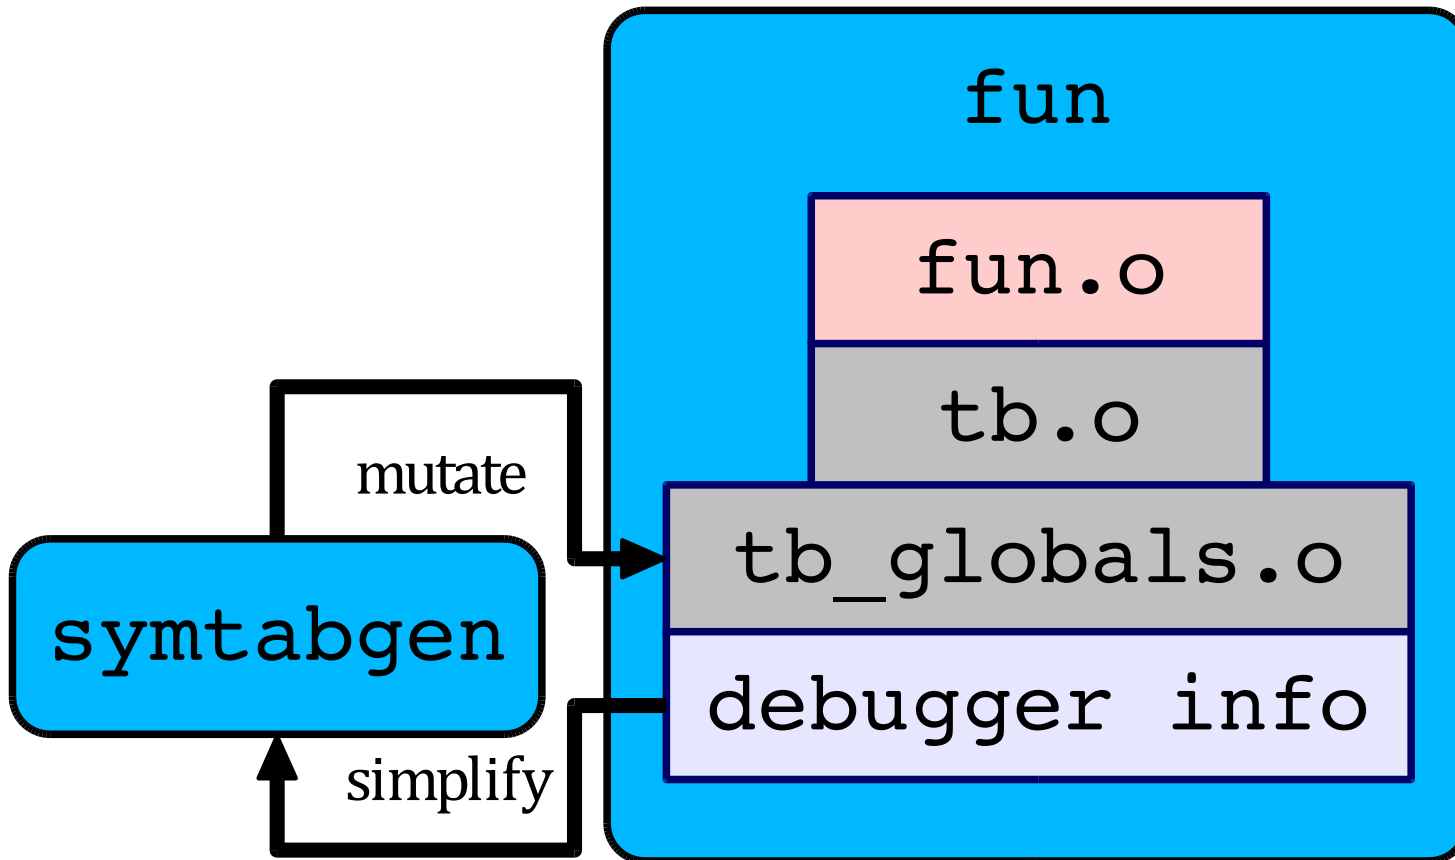 fun
fun.o
tb.o
mutate
tb_globals.o
symtabgen
debugger info
simplify